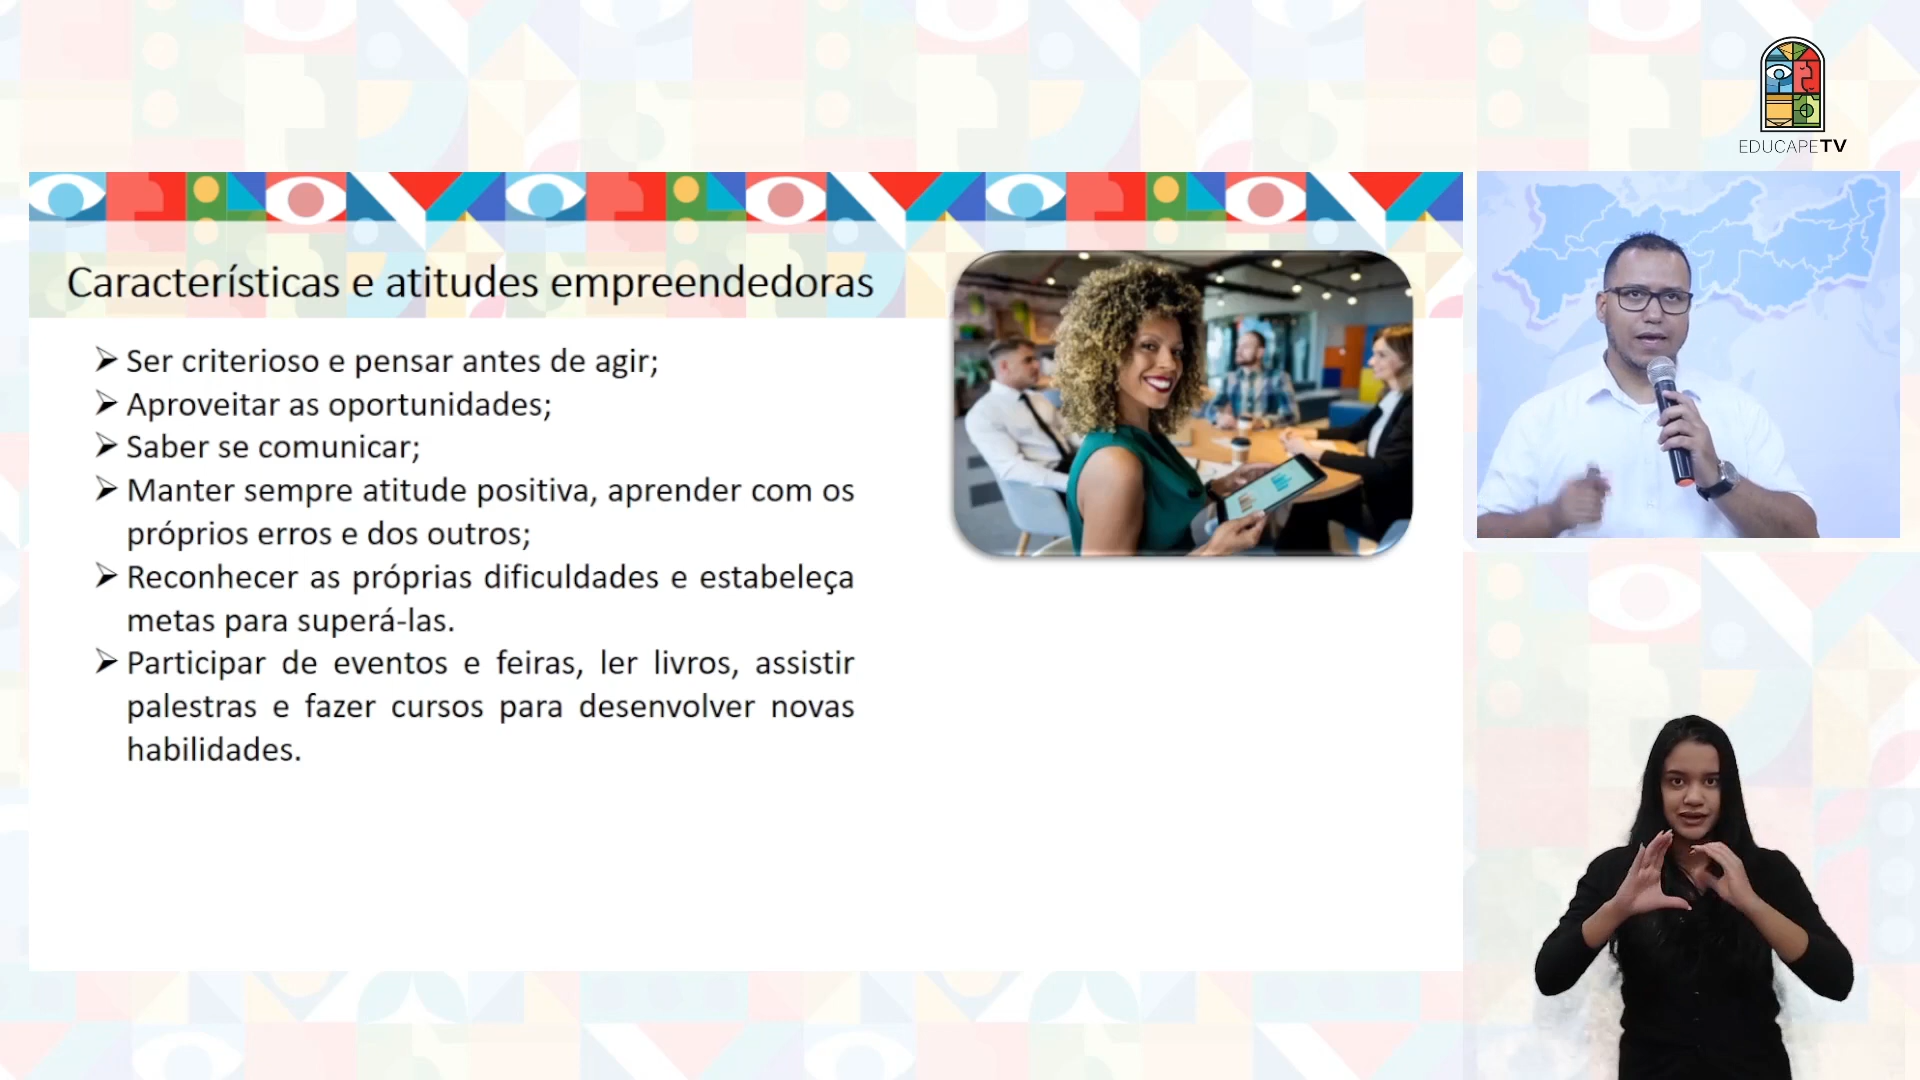 EDUCAPETV
Características e atitudes empreendedoras
➢ Ser criterioso e pensar antes de agir;
➢ Aproveitar as oportunidades;
➢ Saber se comunicar;
➢ Manter sempre atitude positiva, aprender com os
próprios erros e dos outros;
➢ Reconhecer as próprias dificuldades e estabeleça
metas para superá-las.
➢ Participar de eventos e feiras, ler livros, assistir
palestras e fazer cursos para desenvolver novas
habilidades.